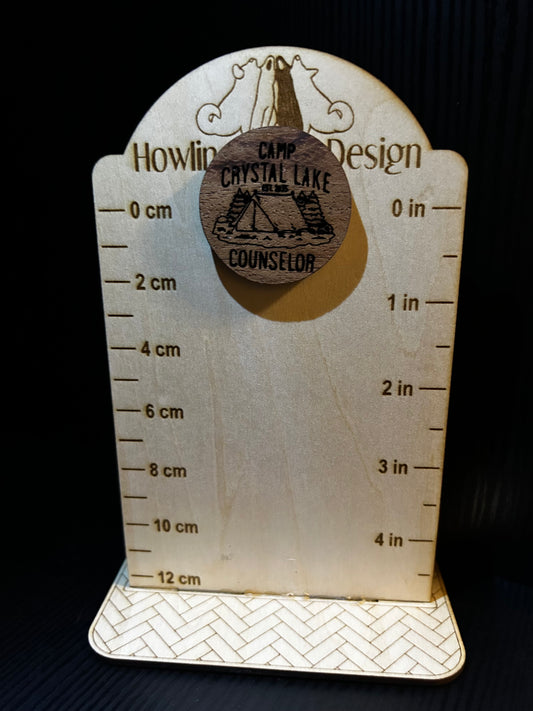 Howlin Design
CAMP
CRYSTAL LAKE
COUNSELOR
0 cm
0 in
2 cm
1 in
4 cm
2 in
6 cm
8 cm
3 in
10 cm
4 in
12 cm